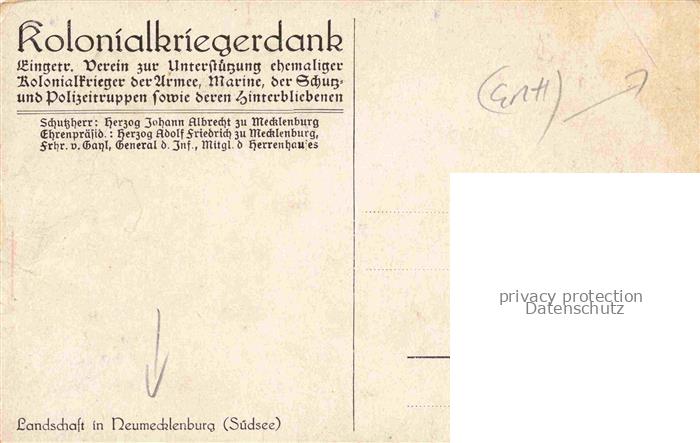 Kolonialkriegerdank
Eingetr. Verein zur Unterstützung ehemaliger
Kolonialkrieger der Armee, Marine, der Schutz-
und Polizeitruppen sowie deren Hinterbliebenen
Schutzherr: Herzog Johann Albrecht zu Mecklenburg
Ehrenpräsid.: Herzog Adolf Friedrich zu Mecklenburg,
Frhr. v. Gayl, General d. Inf., Mitgl. d Herrenhauses
privacy protection
Datenschutz
Landschaft in Neumecklenburg (Südsee)